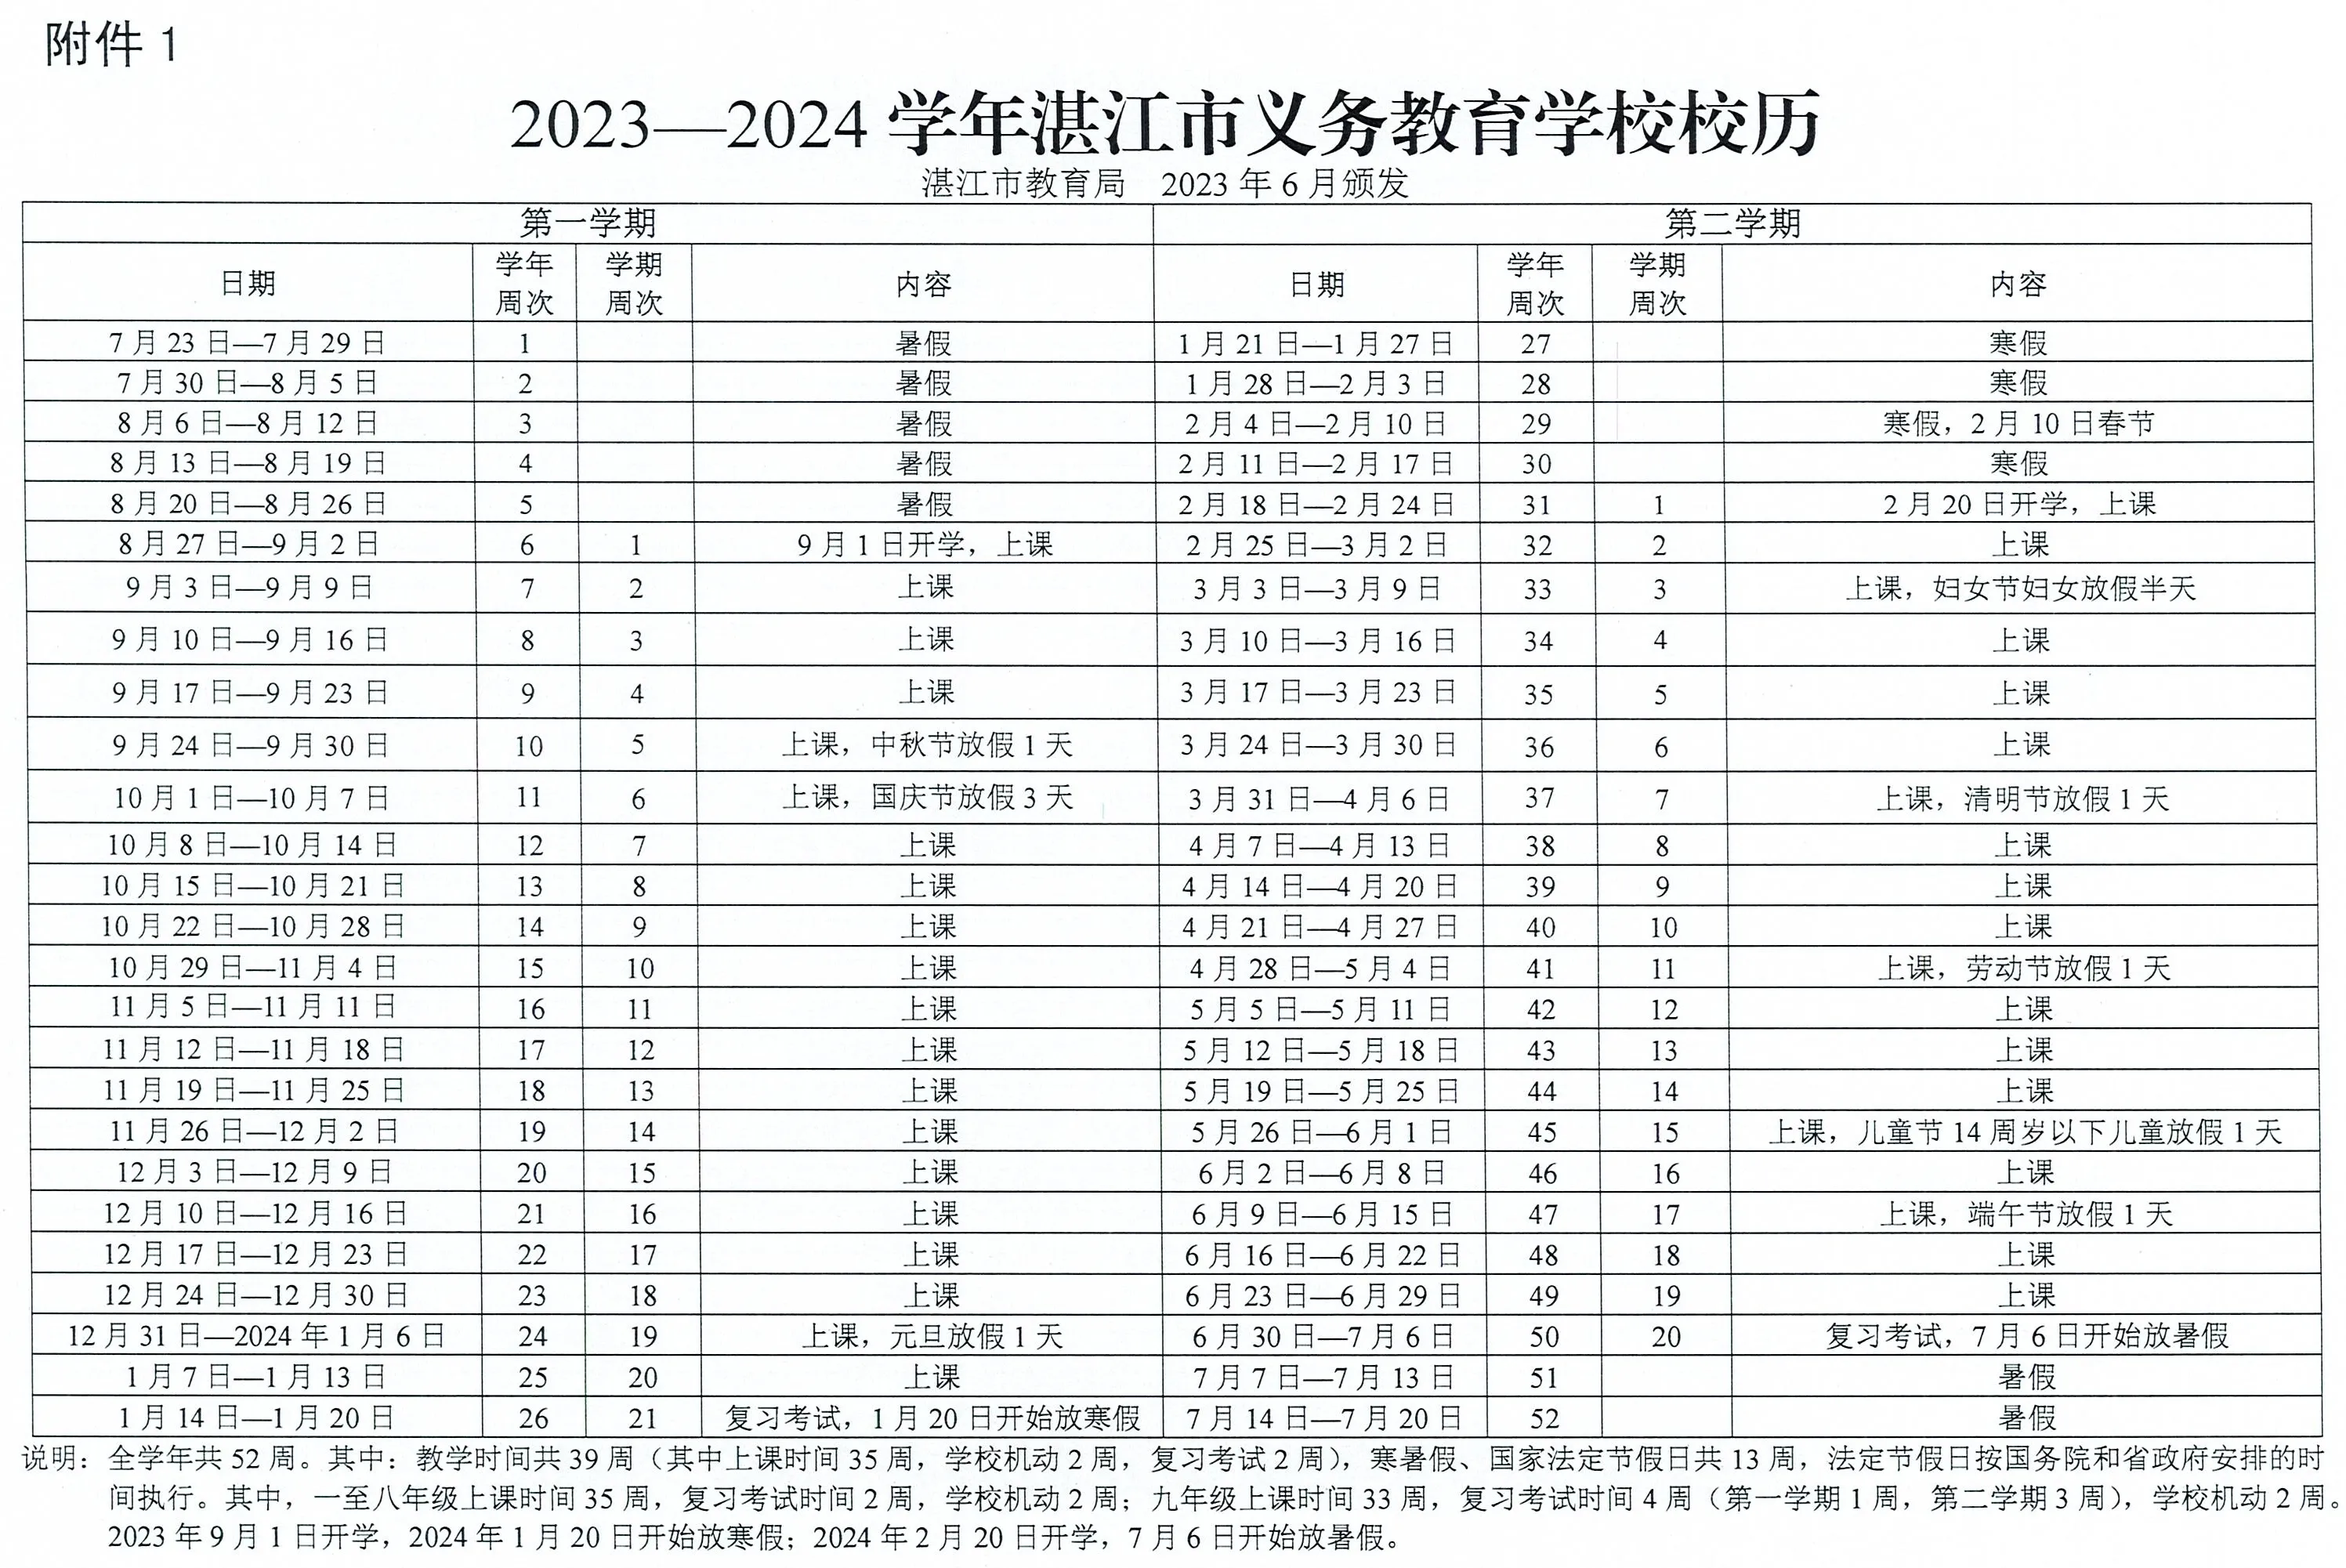 附件 1
2023—2024 学年湛江市义务教育学校校历
湛江市教育局 2023 年 6 月颁发
第一学期 第二学期
日期 学年周次 学期周次 内容 日期 学年周次 学期周次 内容
7 月 23 日—7 月 29 日 1 暑假 1 月 21 日—1 月 27 日 27 寒假
7 月 30 日—8 月 5 日 2 暑假 1 月 28 日—2 月 3 日 28 寒假
8 月 6 日—8 月 12 日 3 暑假 2 月 4 日—2 月 10 日 29 寒假，2 月 10 日春节
8 月 13 日—8 月 19 日 4 暑假 2 月 11 日—2 月 17 日 30 寒假
8 月 20 日—8 月 26 日 5 暑假 2 月 18 日—2 月 24 日 31 1 2 月 20 日开学，上课
8 月 27 日—9 月 2 日 6 1 9 月 1 日开学，上课 2 月 25 日—3 月 2 日 32 2 上课
9 月 3 日—9 月 9 日 7 2 上课 3 月 3 日—3 月 9 日 33 3 上课，妇女节妇女放假半天
9 月 10 日—9 月 16 日 8 3 上课 3 月 10 日—3 月 16 日 34 4 上课
9 月 17 日—9 月 23 日 9 4 上课 3 月 17 日—3 月 23 日 35 5 上课
9 月 24 日—9 月 30 日 10 5 上课，中秋节放假 1 天 3 月 24 日—3 月 30 日 36 6 上课
10 月 1 日—10 月 7 日 11 6 上课，国庆节放假 3 天 3 月 31 日—4 月 6 日 37 7 上课，清明节放假 1 天
10 月 8 日—10 月 14 日 12 7 上课 4 月 7 日—4 月 13 日 38 8 上课
10 月 15 日—10 月 21 日 13 8 上课 4 月 14 日—4 月 20 日 39 9 上课
10 月 22 日—10 月 28 日 14 9 上课 4 月 21 日—4 月 27 日 40 10 上课
10 月 29 日—11 月 4 日 15 10 上课 4 月 28 日—5 月 4 日 41 11 上课，劳动节放假 1 天
11 月 5 日—11 月 11 日 16 11 上课 5 月 5 日—5 月 11 日 42 12 上课
11 月 12 日—11 月 18 日 17 12 上课 5 月 12 日—5 月 18 日 43 13 上课
11 月 19 日—11 月 25 日 18 13 上课 5 月 19 日—5 月 25 日 44 14 上课
11 月 26 日—12 月 2 日 19 14 上课 5 月 26 日—6 月 1 日 45 15 上课，儿童节 14 周岁以下儿童放假 1 天
12 月 3 日—12 月 9 日 20 15 上课 6 月 2 日—6 月 8 日 46 16 上课
12 月 10 日—12 月 16 日 21 16 上课 6 月 9 日—6 月 15 日 47 17 上课，端午节放假 1 天
12 月 17 日—12 月 23 日 22 17 上课 6 月 16 日—6 月 22 日 48 18 上课
12 月 24 日—12 月 30 日 23 18 上课 6 月 23 日—6 月 29 日 49 19 上课
12 月 31 日—2024 年 1 月 6 日 24 19 上课，元旦放假 1 天 6 月 30 日—7 月 6 日 50 20 复习考试，7 月 6 日开始放暑假
1 月 7 日—1 月 13 日 25 20 上课 7 月 7 日—7 月 13 日 51 暑假
1 月 14 日—1 月 20 日 26 21 复习考试，1 月 20 日开始放寒假 7 月 14 日—7 月 20 日 52 暑假
说明：全学年共 52 周。其中：教学时间共 39 周（其中上课时间 35 周，学校机动 2 周，复习考试 2 周），寒暑假、国家法定节假日共 13 周，法定节假日按国务院和省政府安排的时
间执行。其中，一至八年级上课时间 35 周，复习考试时间 2 周，学校机动 2 周；九年级上课时间 33 周，复习考试时间 4 周（第一学期 1 周，第二学期 3 周），学校机动 2 周。
2023 年 9 月 1 日开学，2024 年 1 月 20 日开始放寒假；2024 年 2 月 20 日开学，7 月 6 日开始放暑假。